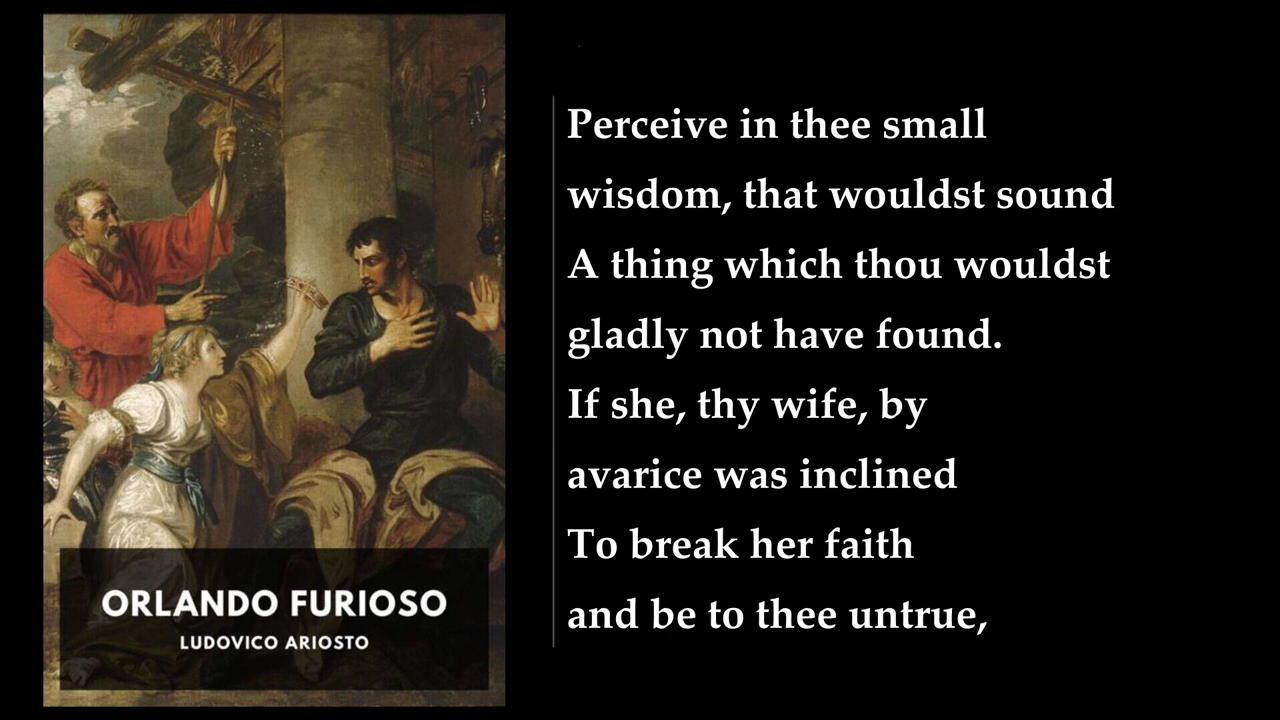 ORLANDO FURIOSO
LUDOVICO ARIOSTO
Perceive in thee small
wisdom, that wouldst sound
A thing which thou wouldst
gladly not have found.
If she, thy wife, by
avarice was inclined
To break her faith
and be to thee untrue,